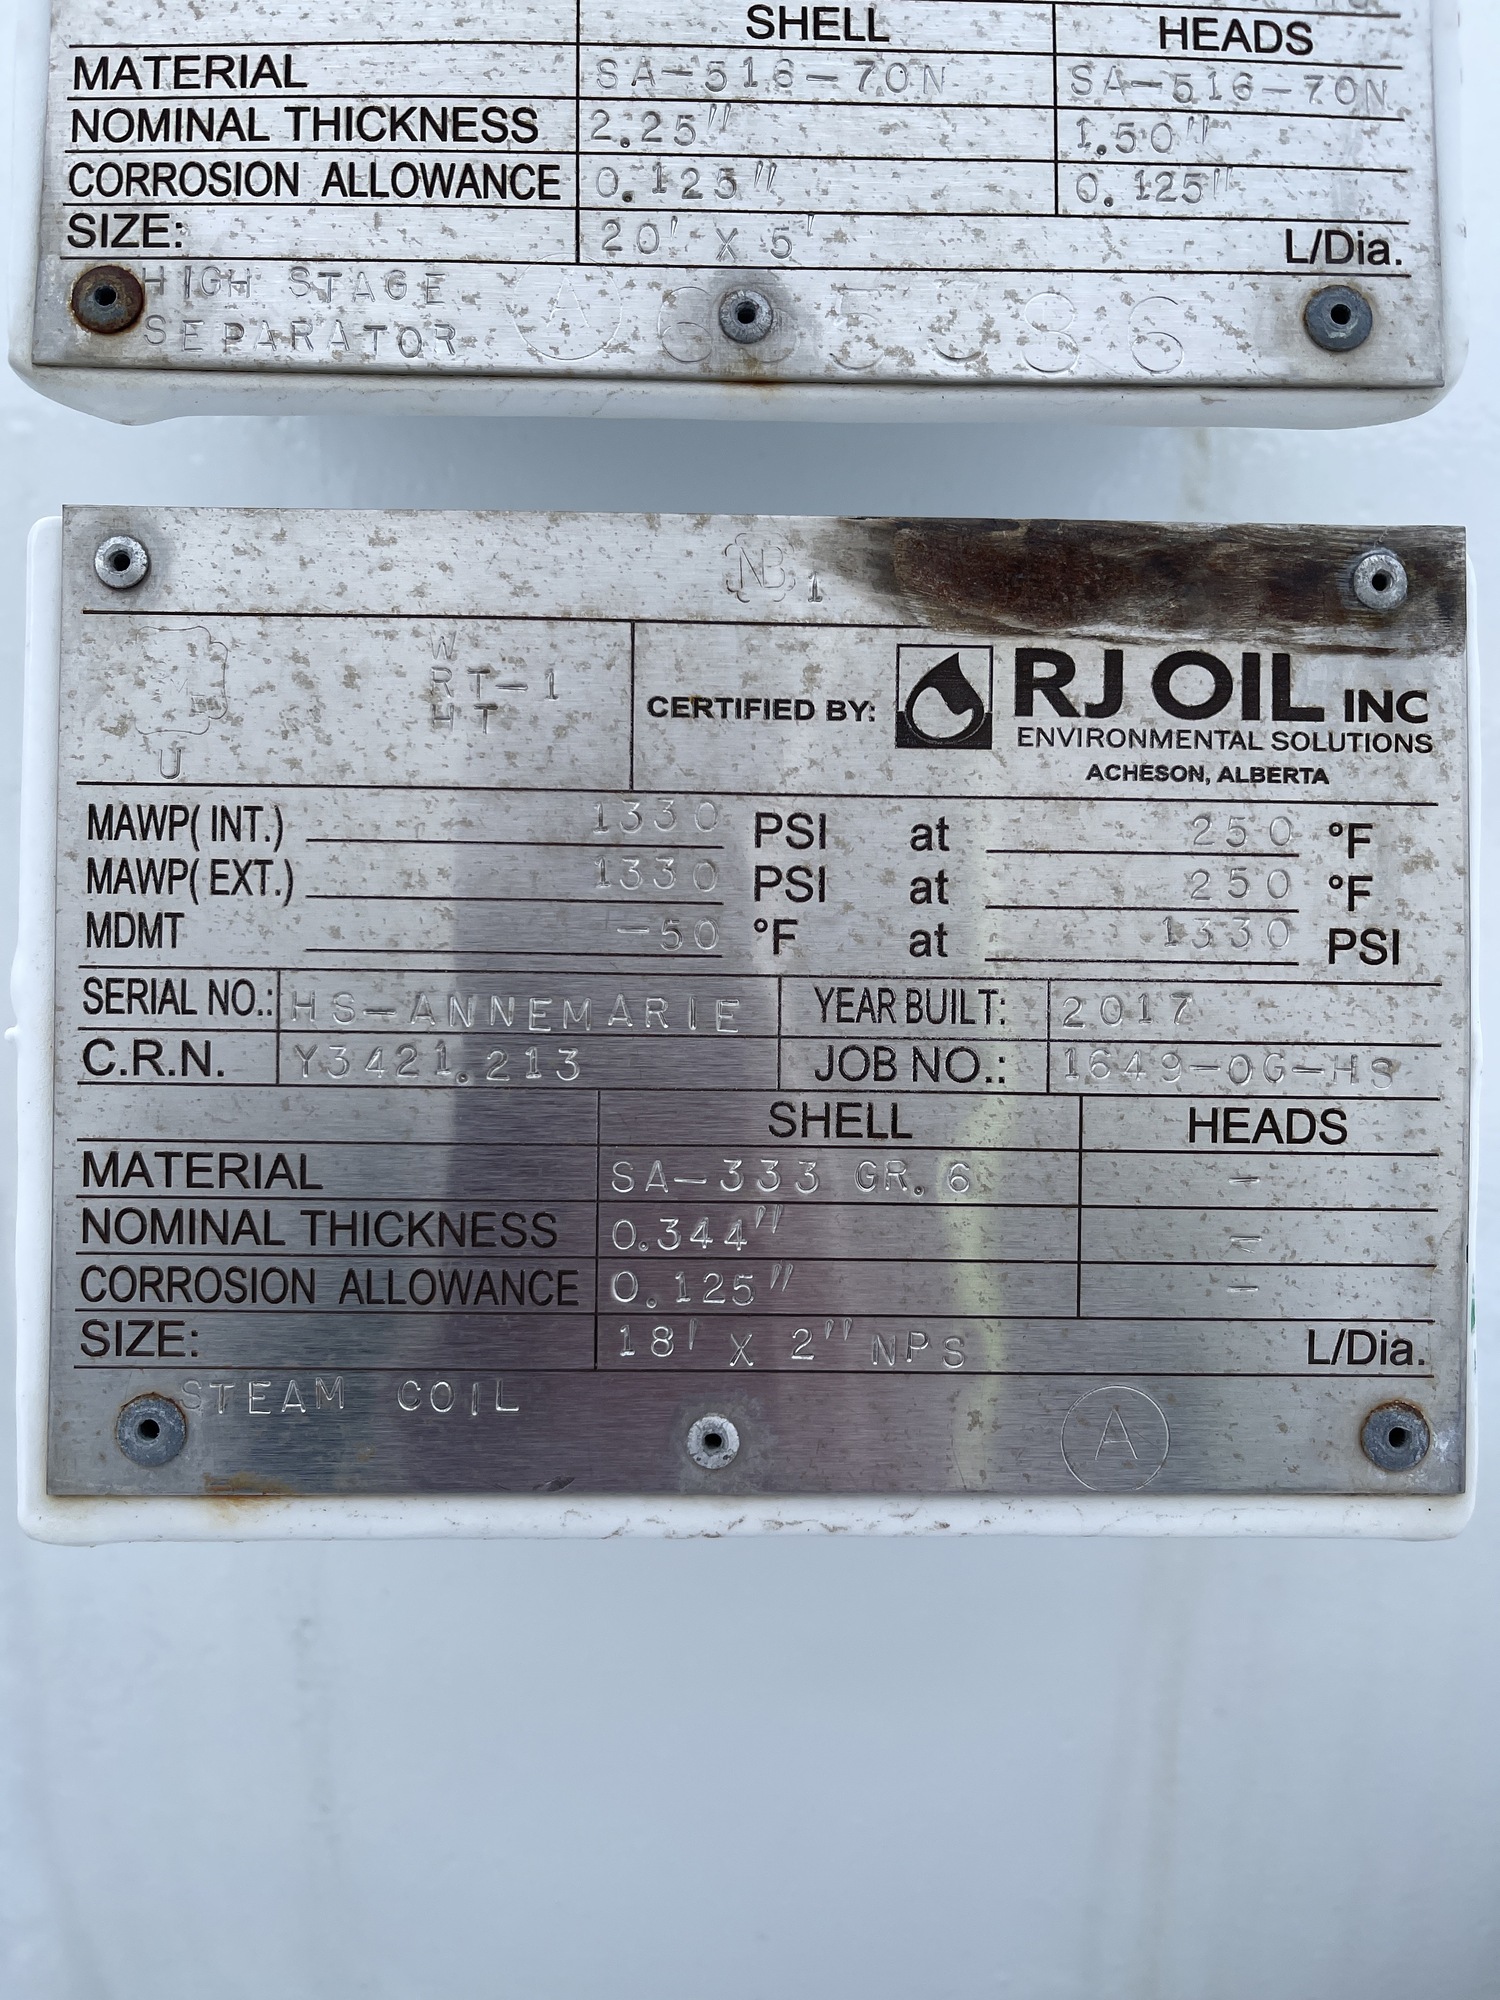 SHELL HEADS
MATERIAL SA-516-70N SA-516-70N
NOMINAL THICKNESS 2.25" 1.50"
CORROSION ALLOWANCE 0.125" 0.125"
SIZE: 20' X 5' L/Dia.
HIGH STAGE
SEPARATOR
A
NB 1
W
RT-1
HT
U
CERTIFIED BY: RJ OIL INC
ENVIRONMENTAL SOLUTIONS
ACHESON, ALBERTA
MAWP( INT.) 1330 PSI at 250 °F
MAWP( EXT.) 1330 PSI at 250 °F
MDMT -50 °F at 1330 PSI
SERIAL NO.: HS-ANNEMARIE YEAR BUILT: 2017
C.R.N. Y3421.213 JOB NO.: 1649-OG-HS
SHELL HEADS
MATERIAL SA-333 GR.6 -
NOMINAL THICKNESS 0.344" -
CORROSION ALLOWANCE 0.125" -
SIZE: 18' X 2" NPS L/Dia.
STEAM COIL
A